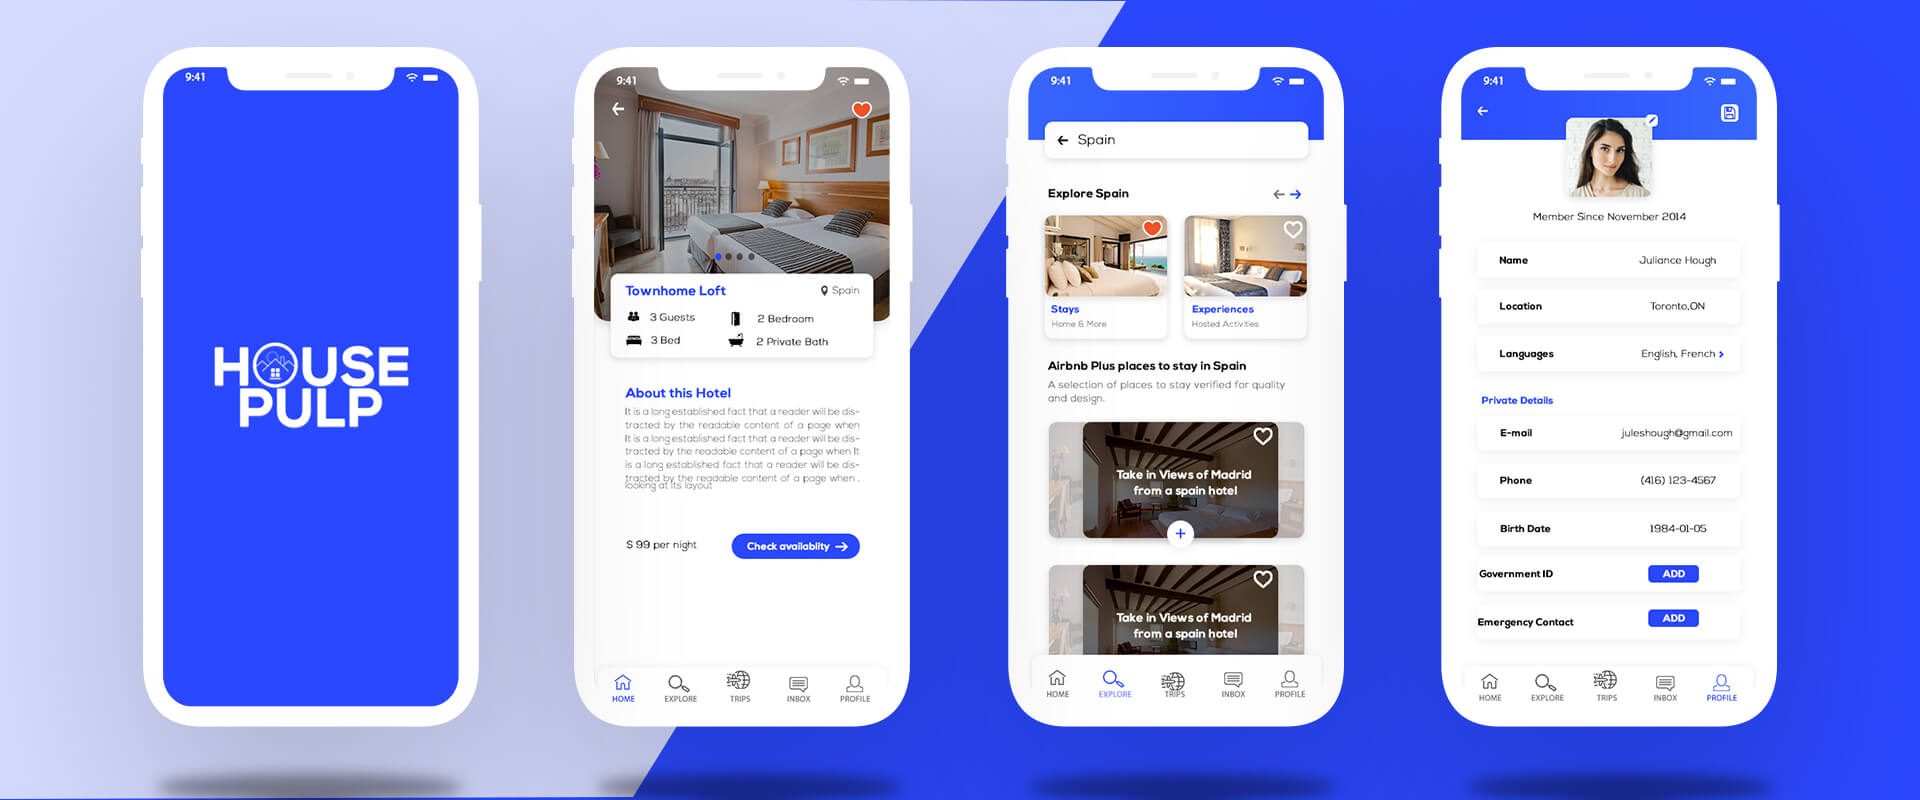 9:41
HOUSE
PULP
9:41
Townhome Loft
Spain
3 Guests
2 Bedroom
3 Bed
2 Private Bath
About this Hotel
It is a long established fact that a reader will be dis-
tracted by the readable content of a page when
It is a long established fact that a reader will be dis-
tracted by the readable content of a page when It
is a long established fact that a reader will be dis-
tracted by the readable content of a page when .
looking at its layout
$ 99 per night
Check availablity
HOME
EXPLORE
TRIPS
INBOX
PROFILE
9:41
Spain
Explore Spain
Stays
Home & More
Experiences
Hosted Activities
Airbnb Plus places to stay in Spain
A selection of places to stay verified for quality
and design.
Take in Views of Madrid
from a spain hotel
Take in Views of Madrid
from a spain hotel
HOME
EXPLORE
TRIPS
INBOX
PROFILE
9:41
Member Since November 2014
Name
Juliance Hough
Location
Toronto,ON
Languages
English, French
Private Details
E-mail
juleshough@gmail.com
Phone
(416) 123-4567
Birth Date
1984-01-05
Government ID
ADD
Emergency Contact
ADD
HOME
EXPLORE
TRIPS
INBOX
PROFILE